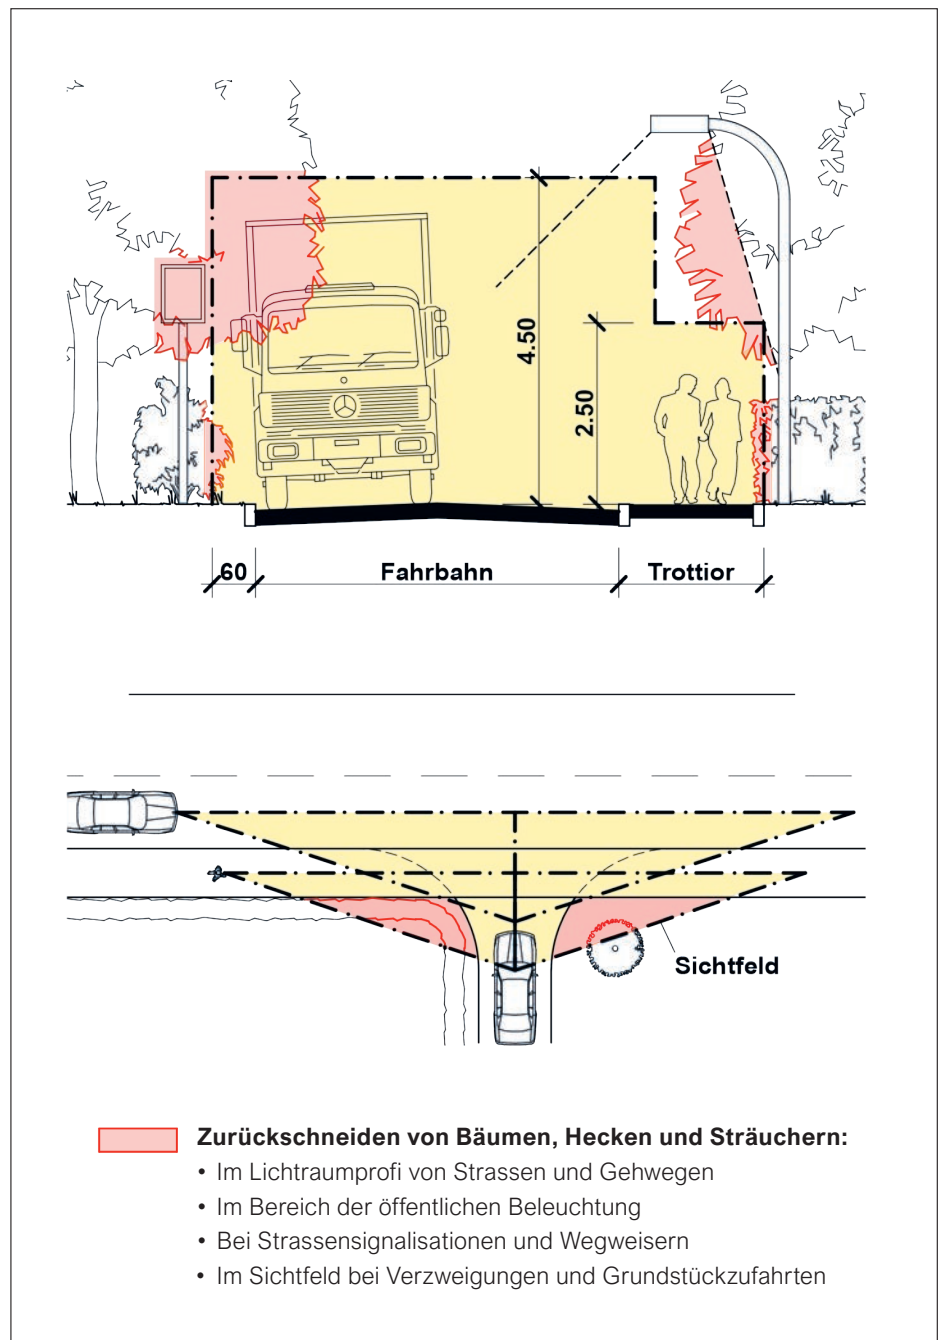 4.50
2.50
60 Fahrbahn Trottior
Sichtfeld
Zurückschneiden von Bäumen, Hecken und Sträuchern:
• Im Lichtraumprofi von Strassen und Gehwegen
• Im Bereich der öffentlichen Beleuchtung
• Bei Strassensignalisationen und Wegweisern
• Im Sichtfeld bei Verzweigungen und Grundstückzufahrten